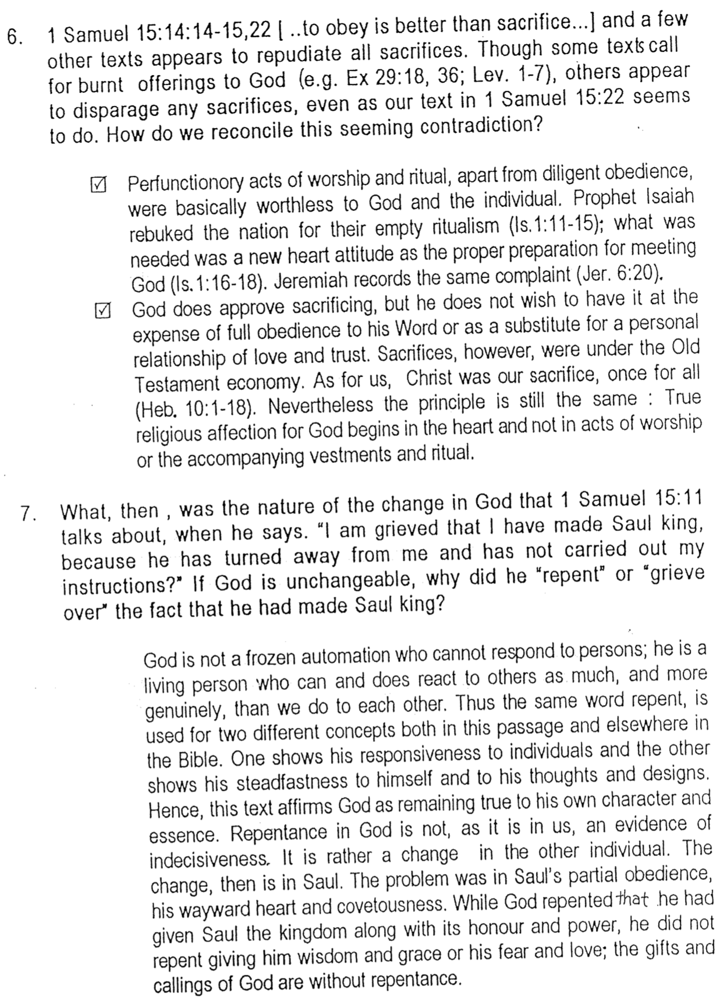 6. 1 Samuel 15:14:14-15,22 [ ..to obey is better than sacrifice...] and a few
other texts appears to repudiate all sacrifices. Though some texts call
for burnt offerings to God (e.g. Ex 29:18, 36; Lev. 1-7), others appear
to disparage any sacrifices, even as our text in 1 Samuel 15:22 seems
to do. How do we reconcile this seeming contradiction?
☑ Perfunctionory acts of worship and ritual, apart from diligent obedience,
were basically worthless to God and the individual. Prophet Isaiah
rebuked the nation for their empty ritualism (Is.1:11-15); what was
needed was a new heart attitude as the proper preparation for meeting
God (Is.1:16-18). Jeremiah records the same complaint (Jer. 6:20).
☑ God does approve sacrificing, but he does not wish to have it at the
expense of full obedience to his Word or as a substitute for a personal
relationship of love and trust. Sacrifices, however, were under the Old
Testament economy. As for us, Christ was our sacrifice, once for all
(Heb. 10:1-18). Nevertheless the principle is still the same : True
religious affection for God begins in the heart and not in acts of worship
or the accompanying vestments and ritual.
7. What, then , was the nature of the change in God that 1 Samuel 15:11
talks about, when he says. "I am grieved that I have made Saul king,
because he has turned away from me and has not carried out my
instructions?" If God is unchangeable, why did he "repent" or "grieve
over" the fact that he had made Saul king?
God is not a frozen automation who cannot respond to persons; he is a
living person who can and does react to others as much, and more
genuinely, than we do to each other. Thus the same word repent, is
used for two different concepts both in this passage and elsewhere in
the Bible. One shows his responsiveness to individuals and the other
shows his steadfastness to himself and to his thoughts and designs.
Hence, this text affirms God as remaining true to his own character and
essence. Repentance in God is not, as it is in us, an evidence of
indecisiveness. It is rather a change in the other individual. The
change, then is in Saul. The problem was in Saul's partial obedience,
his wayward heart and covetousness. While God repented that he had
given Saul the kingdom along with its honour and power, he did not
repent giving him wisdom and grace or his fear and love; the gifts and
callings of God are without repentance.